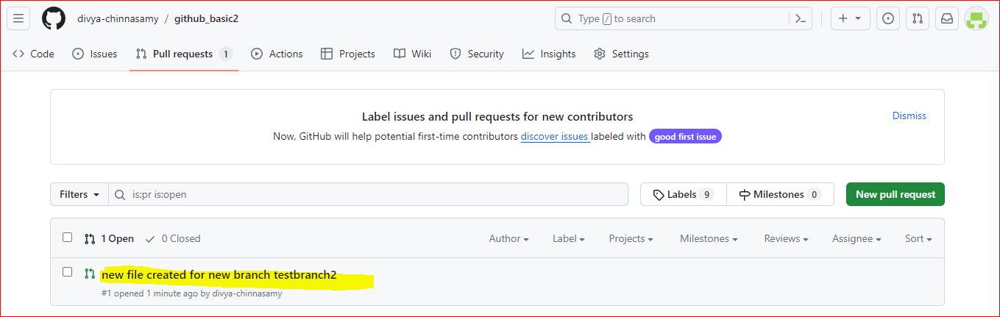 divya-chinnasamy / github_basic2
Type / to search
Code
Issues
Pull requests 1
Actions
Projects
Wiki
Security
Insights
Settings
Label issues and pull requests for new contributors
Dismiss
Now, GitHub will help potential first-time contributors discover issues labeled with good first issue
Filters
is:pr is:open
Labels 9
Milestones 0
New pull request
1 Open
0 Closed
Author
Label
Projects
Milestones
Reviews
Assignee
Sort
new file created for new branch testbranch2
#1 opened 1 minute ago by divya-chinnasamy